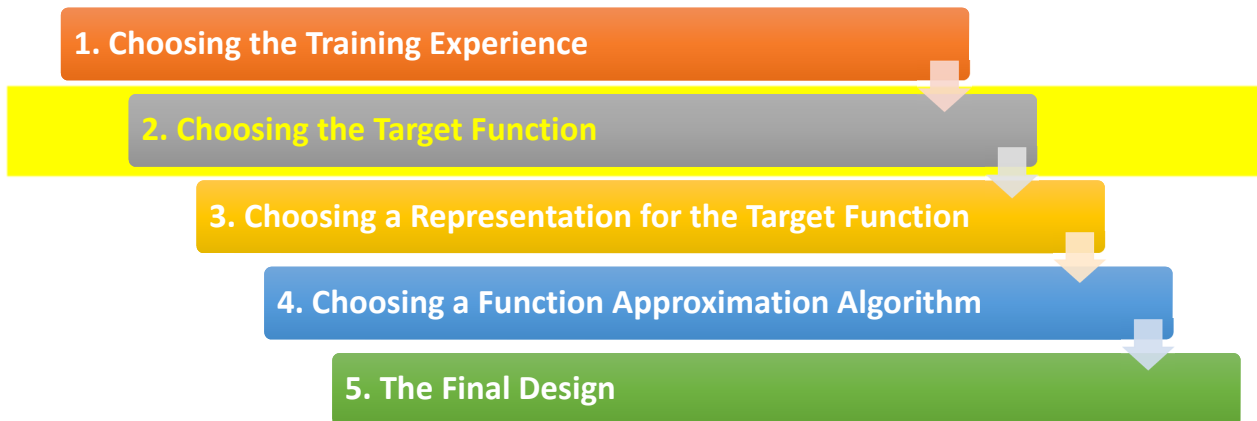 1. Choosing the Training Experience
2. Choosing the Target Function
3. Choosing a Representation for the Target Function
4. Choosing a Function Approximation Algorithm
5. The Final Design